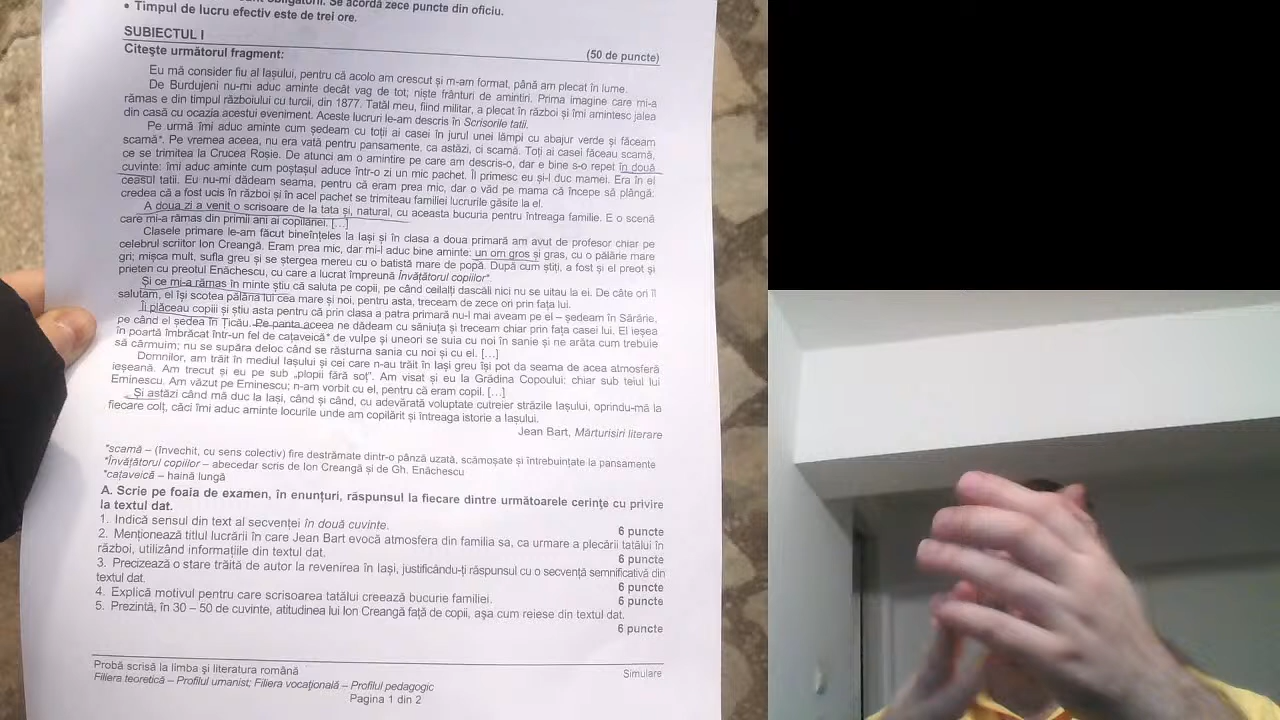 obligatorii. Se acordă zece puncte din oficiu.
• Timpul de lucru efectiv este de trei ore.
SUBIECTUL I (50 de puncte)
Citește următorul fragment:
Eu mă consider fiu al Iașului, pentru că acolo am crescut și m-am format, până am plecat în lume.
De Burdujeni nu-mi aduc aminte decât vag de tot; niște frânturi de amintiri. Prima imagine care mi-a
rămas e din timpul războiului cu turcii, din 1877. Tatăl meu, fiind militar, a plecat în război și îmi amintesc jalea
din casă cu ocazia acestui eveniment. Aceste lucruri le-am descris în Scrisorile tatii.
Pe urmă îmi aduc aminte cum ședeam cu toții ai casei în jurul unei lămpi cu abajur verde și făceam
scamă*. Pe vremea aceea, nu era vată pentru pansamente, ca astăzi, ci scamă. Toți ai casei făceau scamă,
ce se trimitea la Crucea Roșie. De atunci am o amintire pe care am descris-o, dar e bine s-o repet în două
cuvinte: îmi aduc aminte cum poștașul aduce într-o zi un mic pachet. Îl primesc eu și-l duc mamei. Era în el
ceasul tatii. Eu nu-mi dădeam seama, pentru că eram prea mic, dar o văd pe mama că începe să plângă:
credea că a fost ucis în război și în acel pachet se trimiteau familiei lucrurile găsite la el.
A doua zi a venit o scrisoare de la tata și, natural, cu aceasta bucuria pentru întreaga familie. E o scenă
care mi-a rămas din primii ani ai copilăriei. [...]
Clasele primare le-am făcut bineînțeles la Iași și în clasa a doua primară am avut de profesor chiar pe
celebrul scriitor Ion Creangă. Eram prea mic, dar mi-l aduc bine aminte: un om gros și gras, cu o pălărie mare
gri; mișca mult, sufla greu și se ștergea mereu cu o batistă mare de popă. După cum știți, a fost și el preot și
prieten cu preotul Enăchescu, cu care a lucrat împreună Învățătorul copiilor*.
Și ce mi-a rămas în minte știu că saluta pe copii, pe când ceilalți dascăli nici nu se uitau la ei. De câte ori îl
salutam, el își scotea pălăria lui cea mare și noi, pentru asta, treceam de zece ori prin fața lui.
Îi plăceau copiii și știu asta pentru că prin clasa a patra primară nu-l mai aveam pe el – ședeam în Sărărie,
pe când el ședea în Țicău. Pe panta aceea ne dădeam cu săniuța și treceam chiar prin fața casei lui. El ieșea
în poartă îmbrăcat într-un fel de cațaveică* de vulpe și uneori se suia cu noi în sanie și ne arăta cum trebuie
să cârmuim; nu se supăra deloc când se răsturna sania cu noi și cu el. [...]
Domnilor, am trăit în mediul Iașului și cei care n-au trăit în Iași greu își pot da seama de acea atmosferă
ieșeană. Am trecut și eu pe sub „plopii fără soț”. Am visat și eu la Grădina Copoului: chiar sub teiul lui
Eminescu. Am văzut pe Eminescu; n-am vorbit cu el, pentru că eram copil. [...]
Și astăzi când mă duc la Iași, când și când, cu adevărată voluptate cutreier străzile Iașului, oprindu-mă la
fiecare colț, căci îmi aduc aminte locurile unde am copilărit și întreaga istorie a Iașului.
Jean Bart, Mărturisiri literare
*scamă – (învechit, cu sens colectiv) fire destrămate dintr-o pânză uzată, scămoșate și întrebuințate la pansamente
*Învățătorul copiilor – abecedar scris de Ion Creangă și de Gh. Enăchescu
*cațaveică – haină lungă
A. Scrie pe foaia de examen, în enunțuri, răspunsul la fiecare dintre următoarele cerințe cu privire
la textul dat.
1. Indică sensul din text al secvenței în două cuvinte. 6 puncte
2. Menționează titlul lucrării în care Jean Bart evocă atmosfera din familia sa, ca urmare a plecării tatălui în
război, utilizând informațiile din textul dat. 6 puncte
3. Precizează o stare trăită de autor la revenirea în Iași, justificându-ți răspunsul cu o secvență semnificativă din
textul dat. 6 puncte
4. Explică motivul pentru care scrisoarea tatălui creează bucurie familiei. 6 puncte
5. Prezintă, în 30 – 50 de cuvinte, atitudinea lui Ion Creangă față de copii, așa cum reiese din textul dat.
6 puncte
Probă scrisă la limba și literatura română Simulare
Filiera teoretică – Profilul umanist; Filiera vocațională – Profilul pedagogic
Pagina 1 din 2